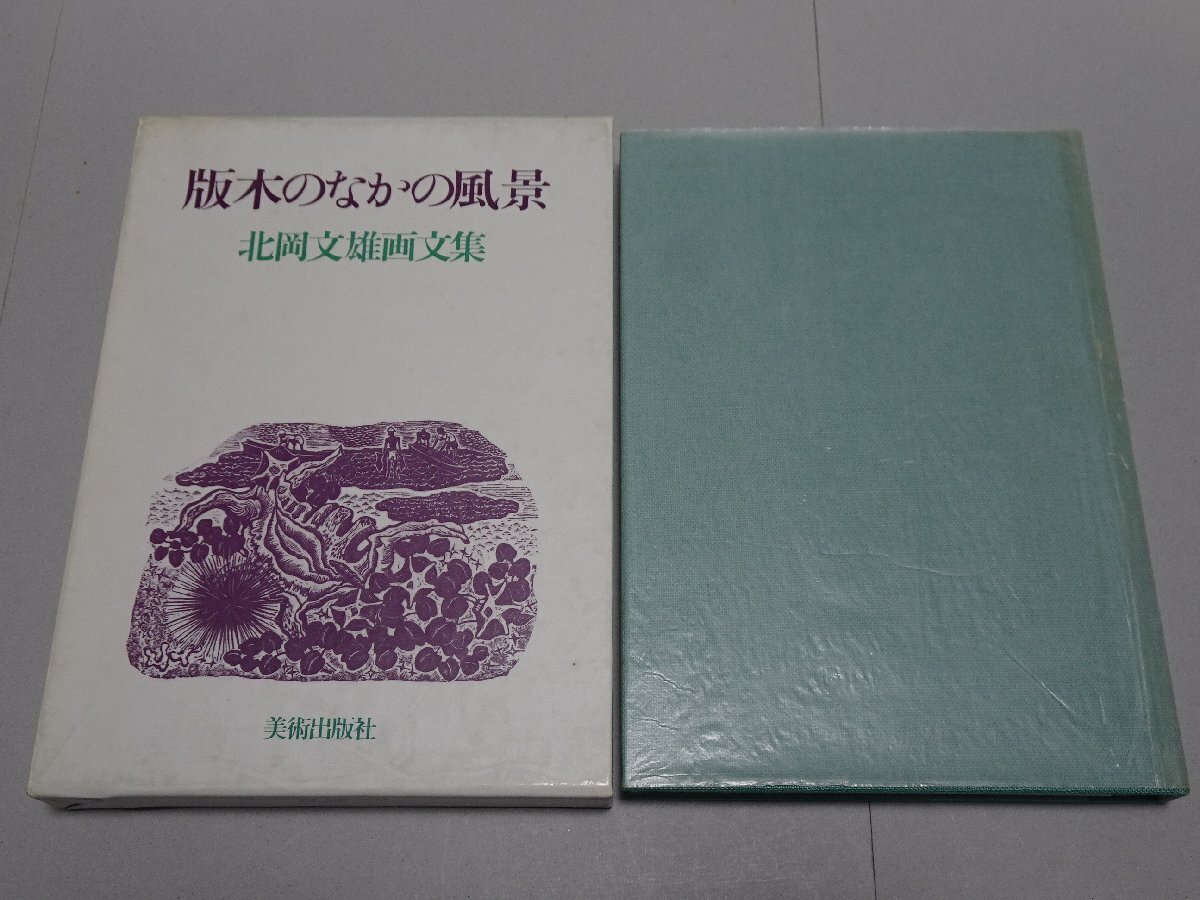 版木のなかの風景
北岡文雄画文集
美術出版社